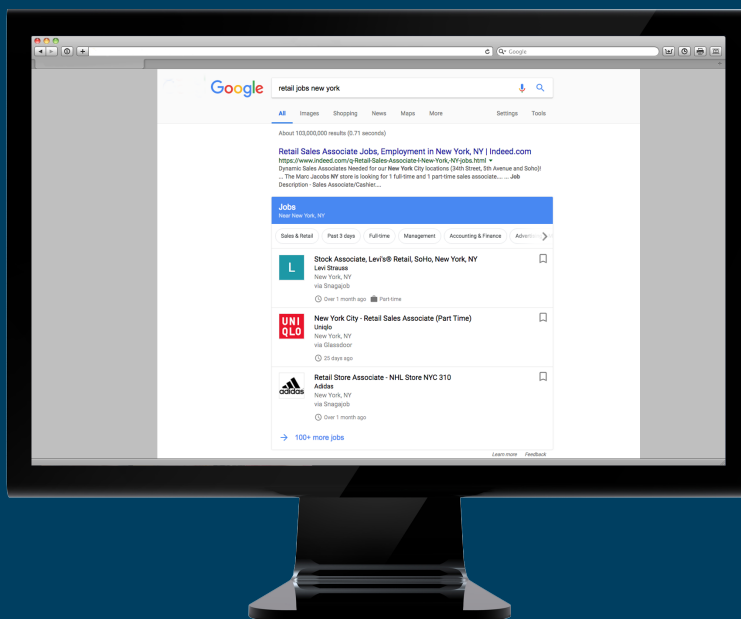 Google
Google
retail jobs new york
All Images Shopping News Maps More Settings Tools
About 103,000,000 results (0.71 seconds)
Retail Sales Associate Jobs, Employment in New York, NY | Indeed.com
https://www.indeed.com/q-Retail-Sales-Associate-l-New-York,-NY-jobs.html
Dynamic Sales Associates Needed for our New York City locations (34th Street, 5th Avenue and Soho)!
... The Marc Jacobs NY store is looking for 1 full-time and 1 part-time sales associate.... ... Job
Description - Sales Associate/Cashier....
Jobs
Near New York, NY
Sales & Retail Past 3 days Full-time Management Accounting & Finance
L
Stock Associate, Levi's® Retail, SoHo, New York, NY
Levi Strauss
New York, NY
via Snagajob
Over 1 month ago Part-time
UNI
QLO
New York City - Retail Sales Associate (Part Time)
Uniqlo
New York, NY
via Glassdoor
23 days ago
adidas
Retail Store Associate - NHL Store NYC 310
Adidas
New York, NY
via Snagajob
Over 1 month ago
100+ more jobs
Learn more Feedback